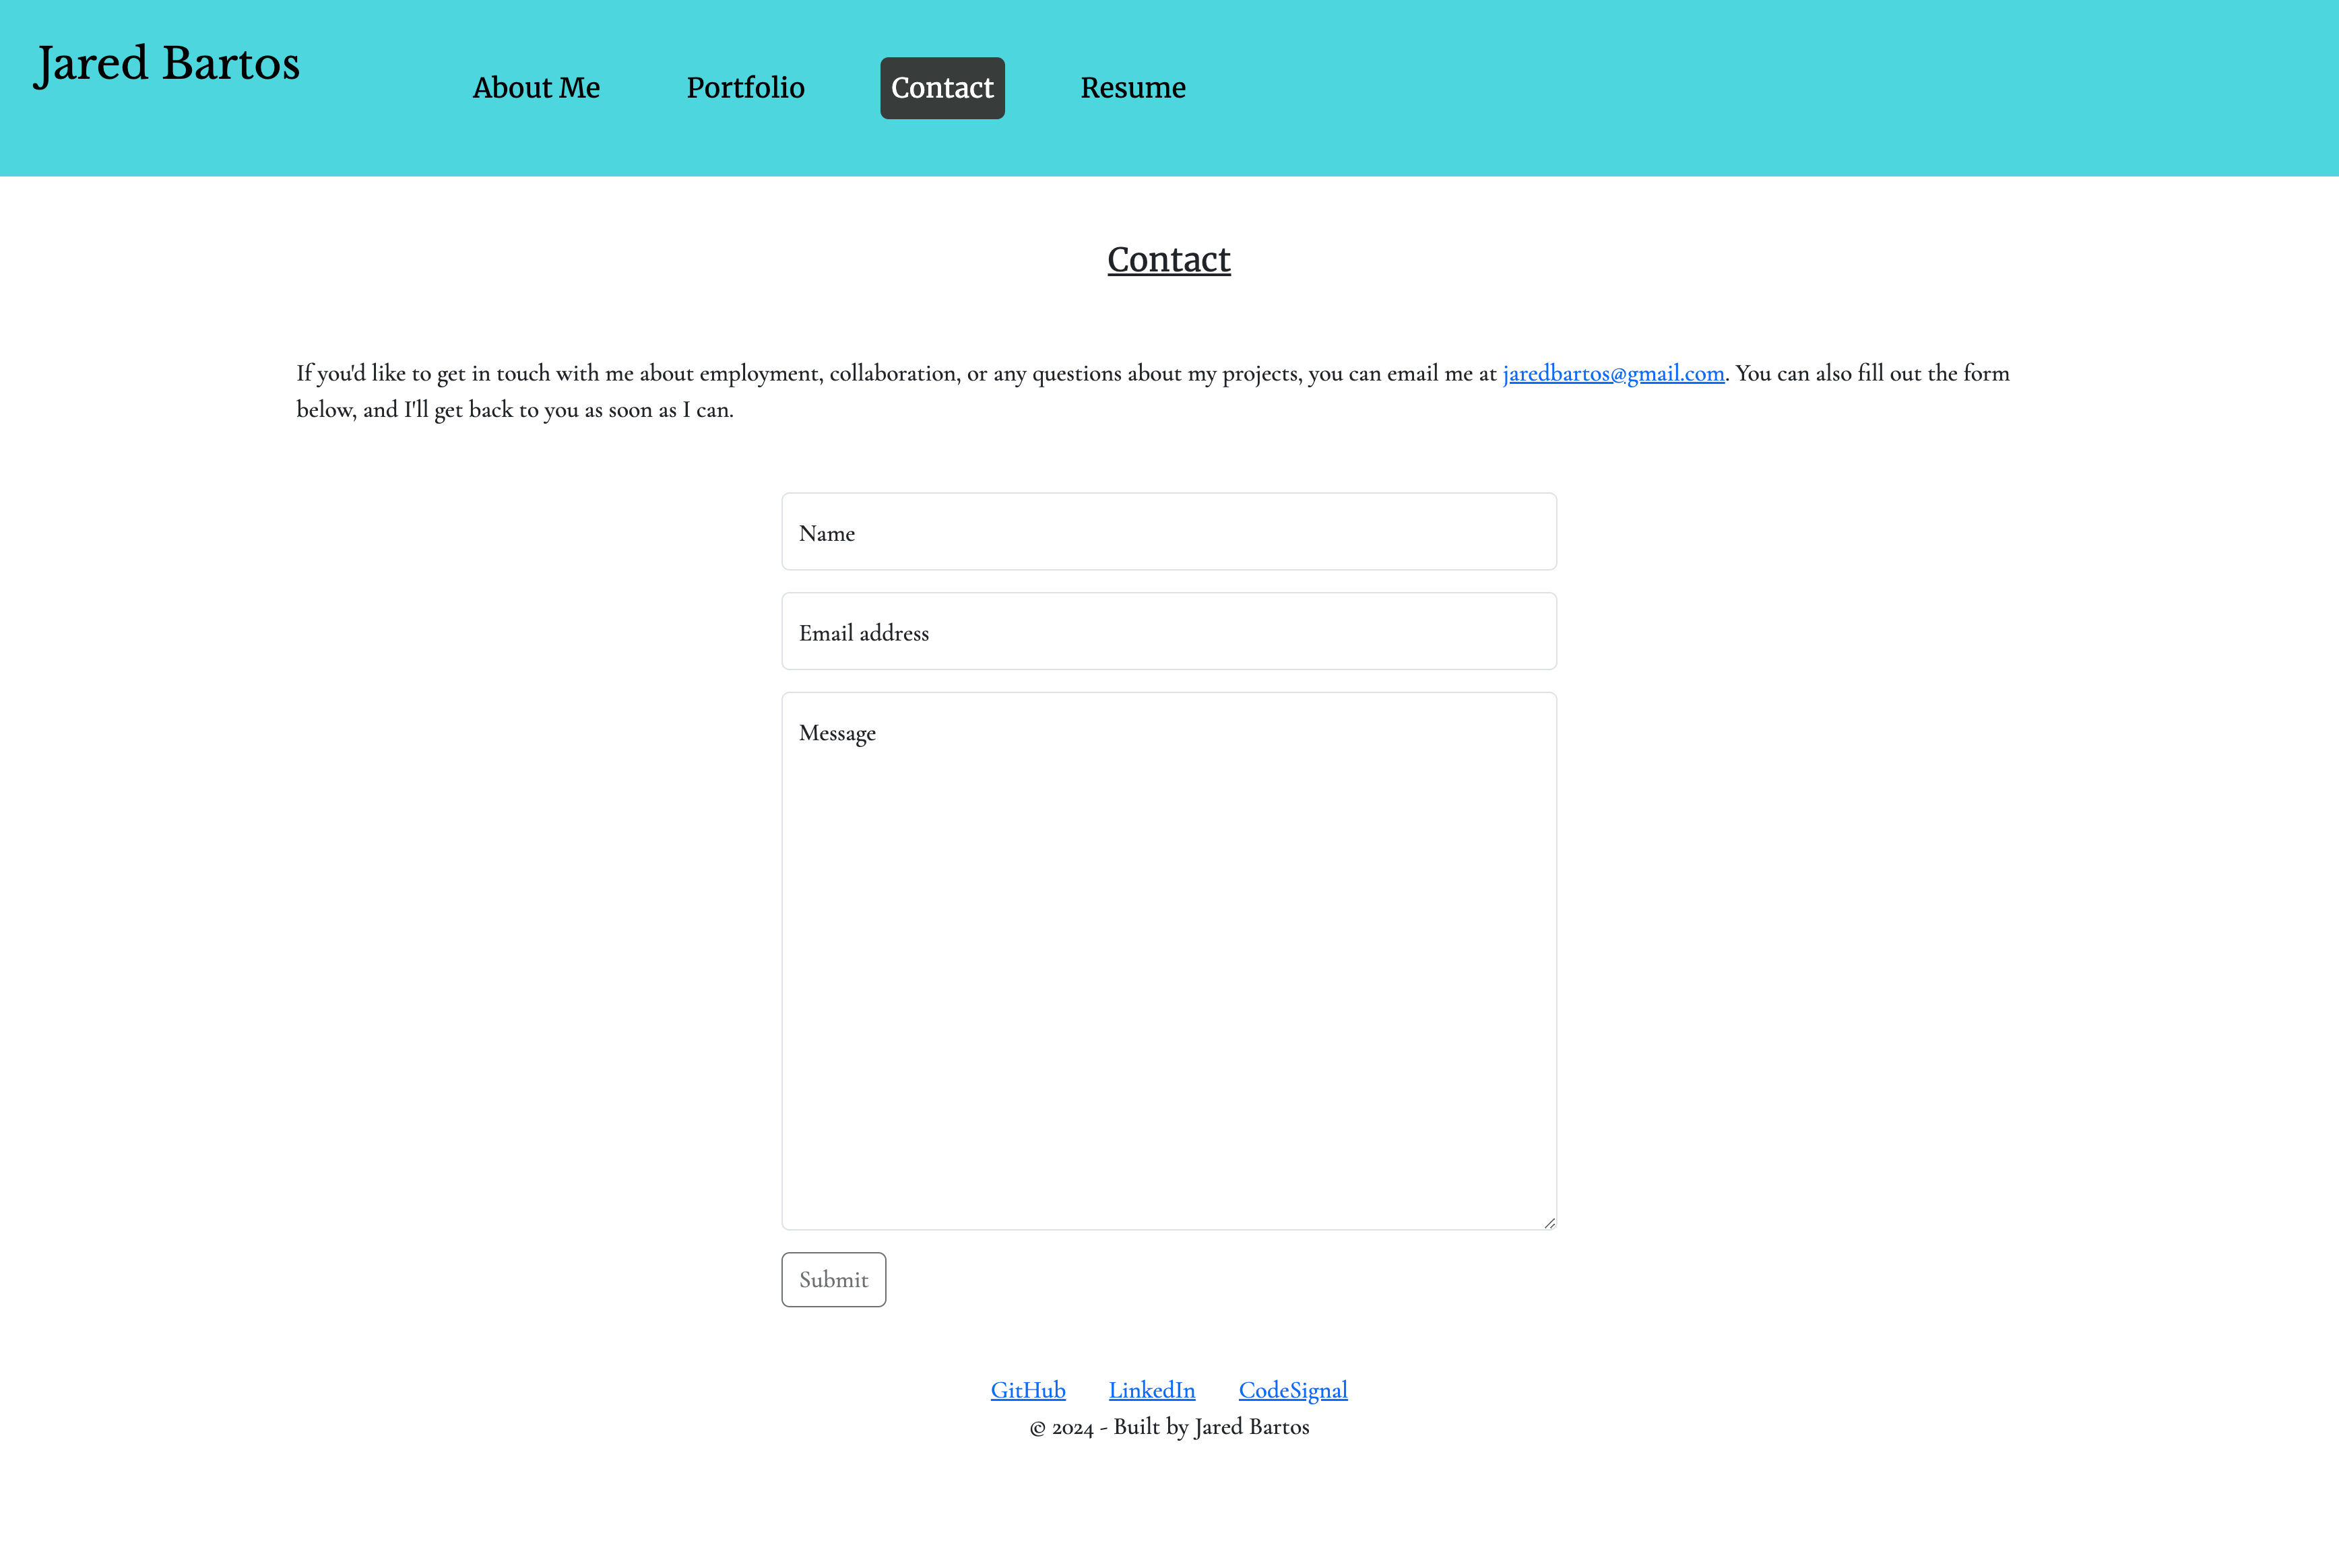 Jared Bartos
About Me
Portfolio
Contact
Resume
Contact
If you'd like to get in touch with me about employment, collaboration, or any questions about my projects, you can email me at jaredbartos@gmail.com. You can also fill out the form
below, and I'll get back to you as soon as I can.
Name
Email address
Message
Submit
GitHub LinkedIn CodeSignal
© 2024 - Built by Jared Bartos